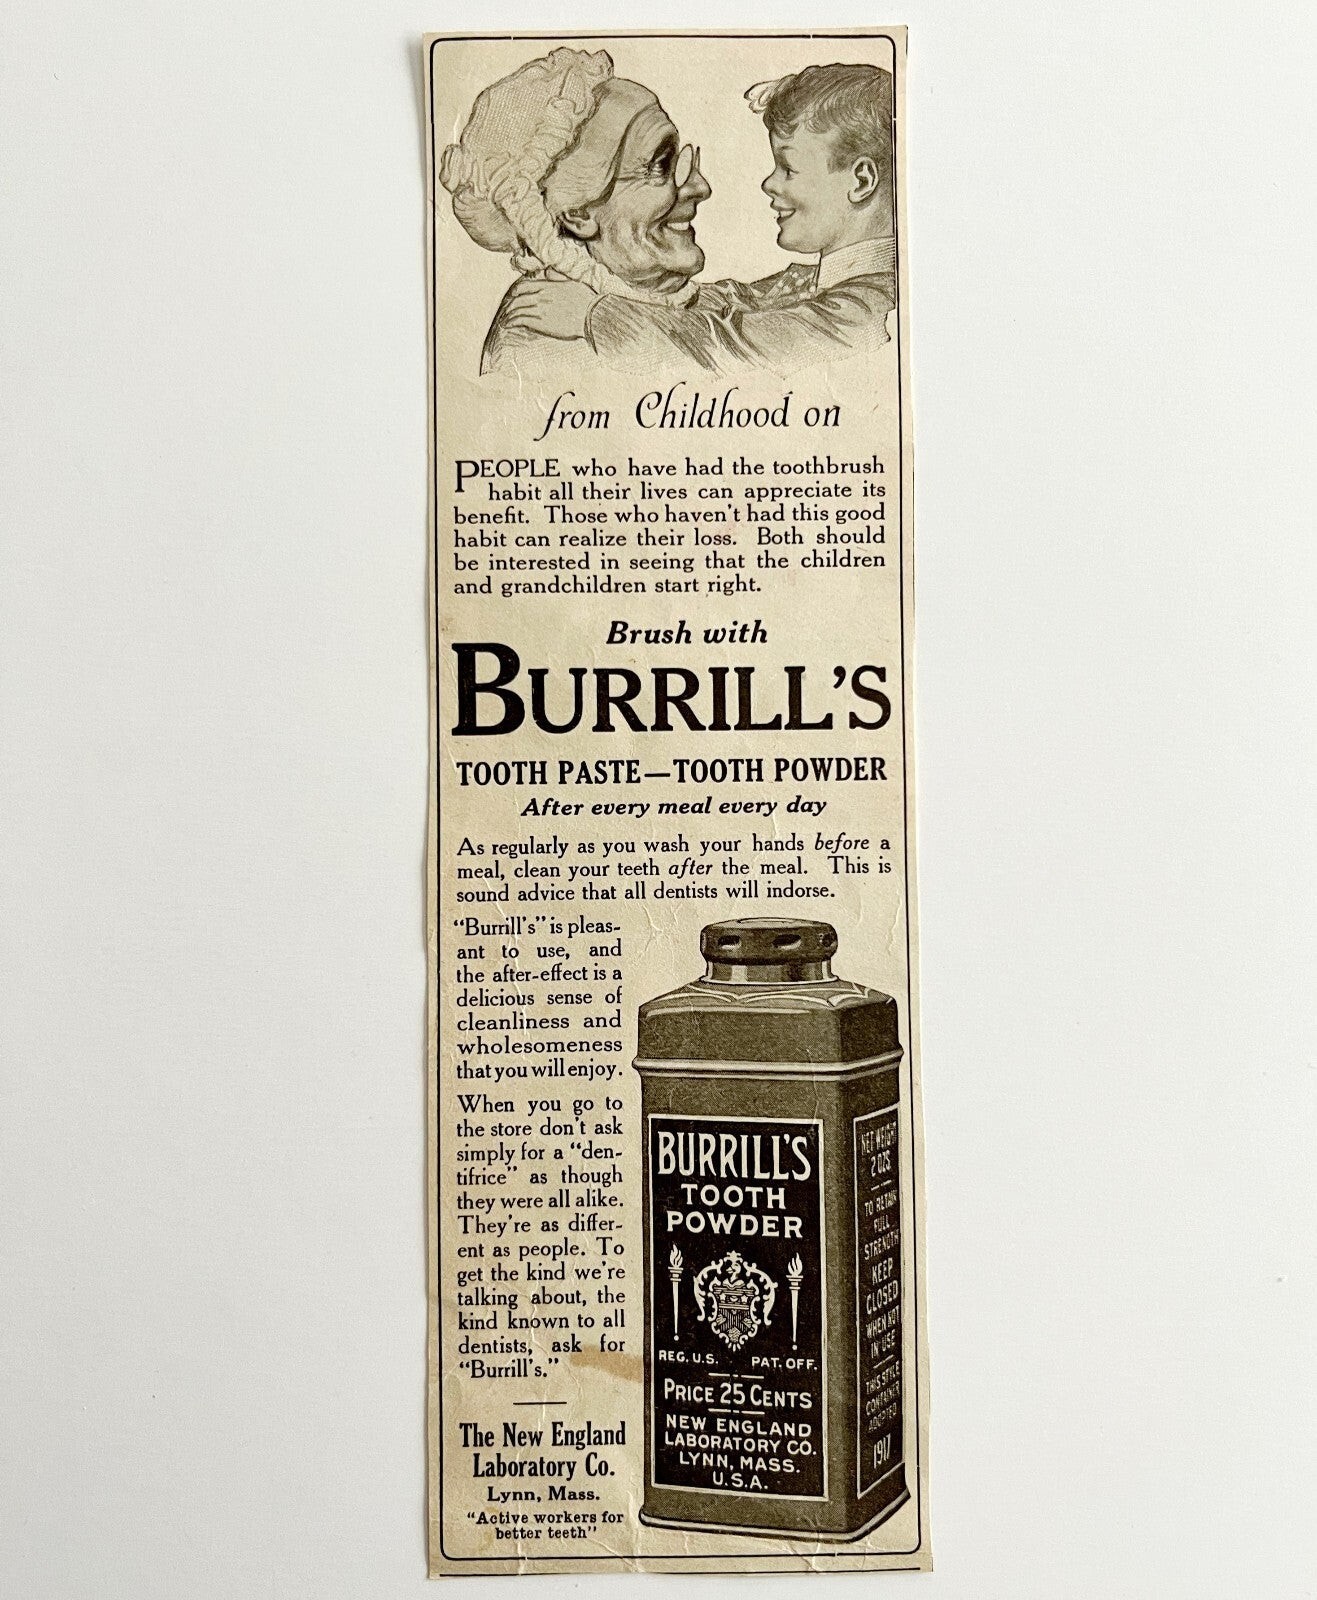 from Childhood on
PEOPLE who have had the toothbrush
habit all their lives can appreciate its
benefit. Those who haven't had this good
habit can realize their loss. Both should
be interested in seeing that the children
and grandchildren start right.
Brush with
BURRILL'S
TOOTH PASTE—TOOTH POWDER
After every meal every day
As regularly as you wash your hands before a
meal, clean your teeth after the meal. This is
sound advice that all dentists will indorse.
"Burrill's" is pleas-
ant to use, and
the after-effect is a
delicious sense of
cleanliness and
wholesomeness
that you will enjoy.
When you go to
the store don't ask
simply for a "den-
tifrice" as though
they were all alike.
They're as differ-
ent as people. To
get the kind we're
talking about, the
kind known to all
dentists, ask for
"Burrill's."
The New England
Laboratory Co.
Lynn, Mass.
"Active workers for
better teeth"
BURRILL'S
TOOTH
POWDER
REG. U.S. PAT. OFF.
PRICE 25 CENTS
NEW ENGLAND
LABORATORY CO.
LYNN, MASS.
U.S.A.
NET WEIGHT
2 OZS.
TO RETAIN
FULL
STRENGTH
KEEP
CLOSED
WHEN NOT
IN USE
THIS STYLE
CONTAINER
ADOPTED
1917